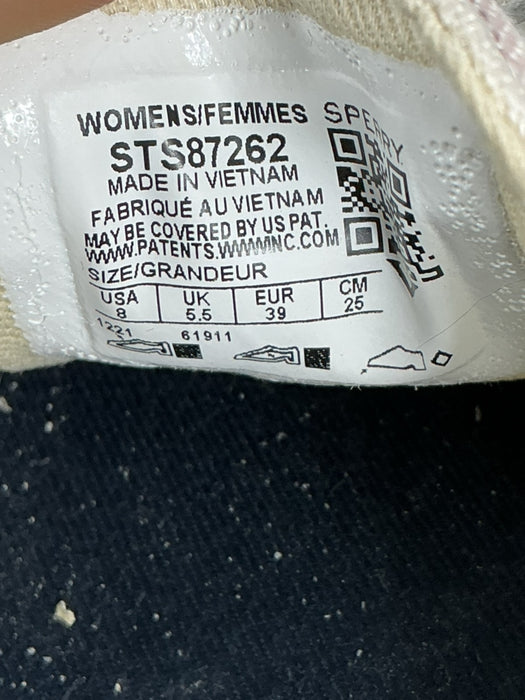 WOMENS/FEMMES SPERRY
STS87262
MADE IN VIETNAM
FABRIQUÉ AU VIETNAM
MAY BE COVERED BY US PAT.
WWW.PATENTS.WWWINC.COM
SIZE/GRANDEUR
USA UK EUR CM
8 5.5 39 25
1221 61911